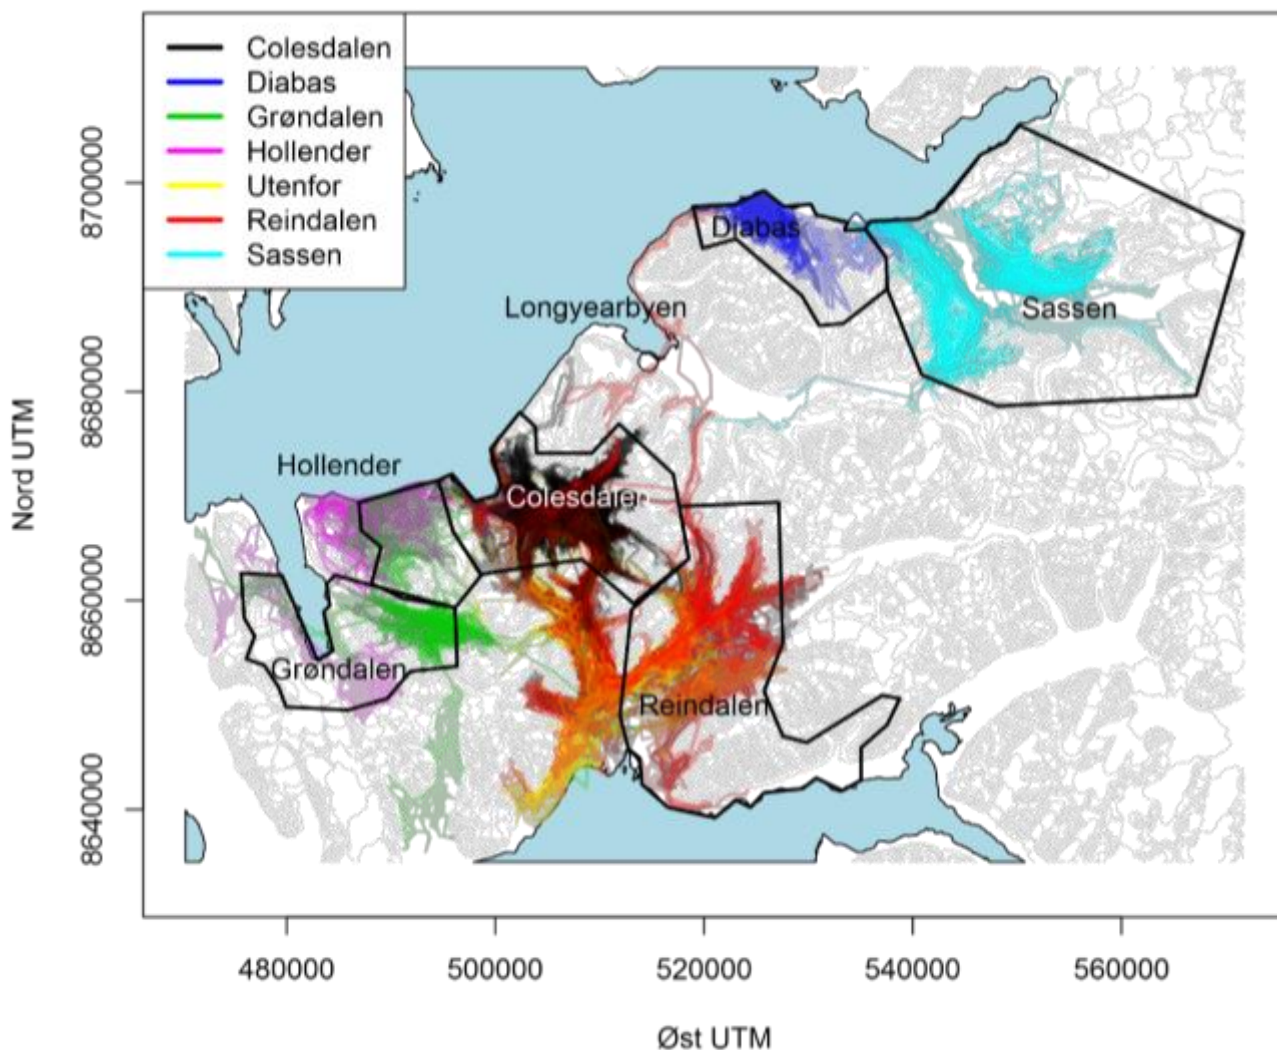 Colesdalen
Diabas
Grøndalen
Hollender
Utenfor
Reindalen
Sassen
Diabas
Sassen
Longyearbyen
Hollender
Colesdalen
Grøndalen
Reindalen
Nord UTM
8700000
8680000
8660000
8640000
480000 500000 520000 540000 560000
Øst UTM